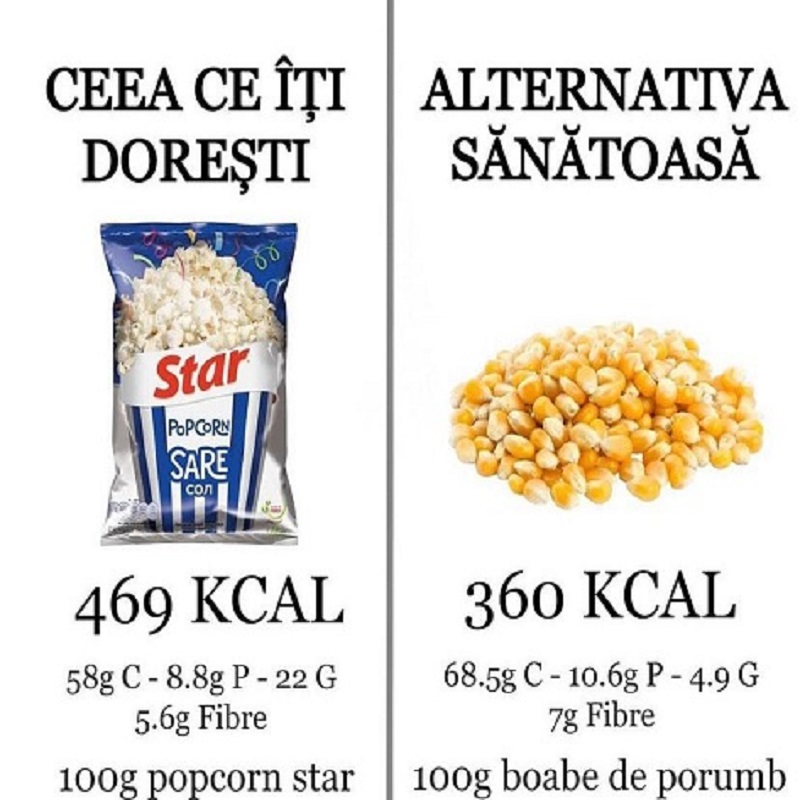 CEEA CE ÎȚI
DOREȘTI
Star
POPCORN
SARE
СОЛ
469 KCAL
58g C - 8.8g P - 22 G
5.6g Fibre
100g popcorn star
ALTERNATIVA
SĂNĂTOASĂ
360 KCAL
68.5g C - 10.6g P - 4.9 G
7g Fibre
100g boabe de porumb